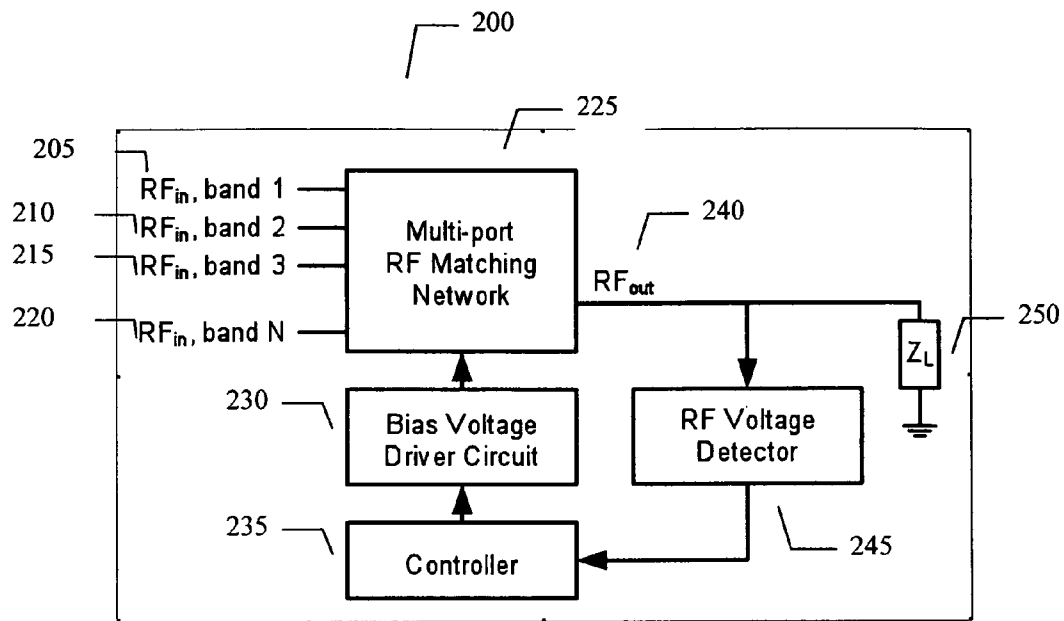 200
225
205
RFin, band 1
210
RFin, band 2
215
RFin, band 3
220
RFin, band N
Multi-port
RF Matching
Network
240
RFout
250
ZL
230
Bias Voltage
Driver Circuit
RF Voltage
Detector
235
Controller
245